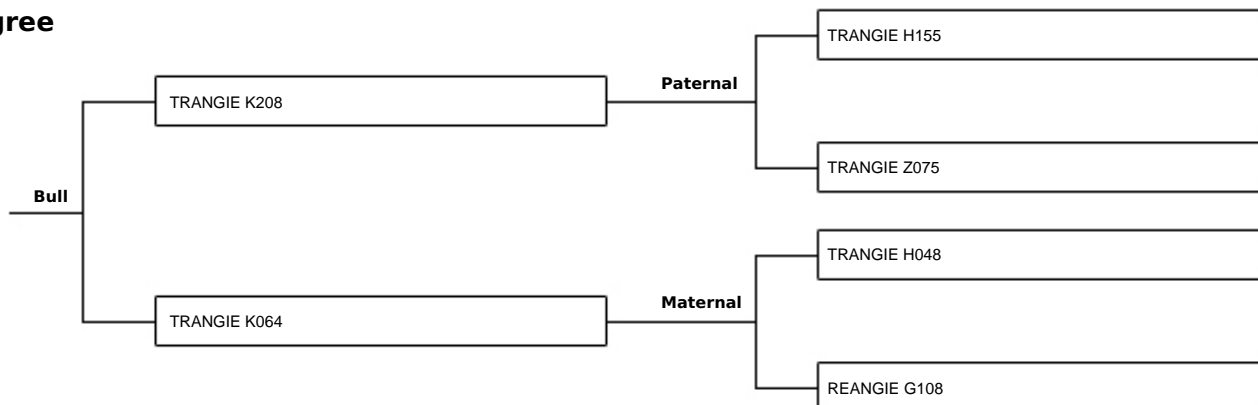 gree
TRANGIE H155
Paternal
TRANGIE K208
TRANGIE Z075
Bull
TRANGIE H048
Maternal
TRANGIE K064
REANGIE G108